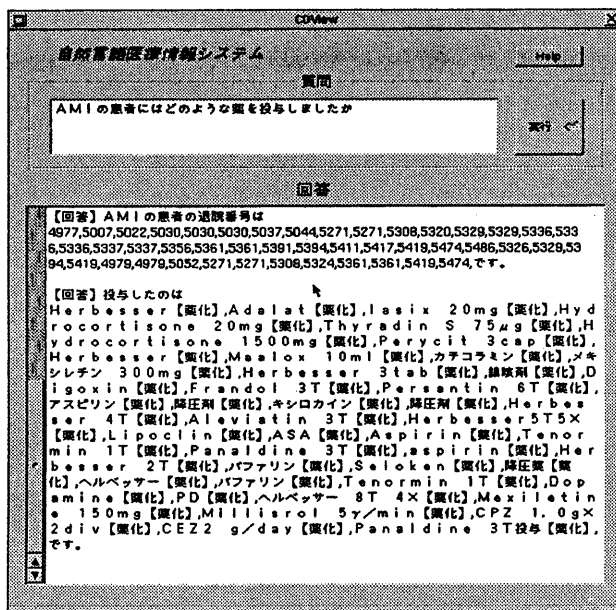 CDView
自然言語医療情報システム
Help
質問
AMIの患者にはどのような薬を投与しましたか
実行
回答
【回答】AMIの患者の退院番号は
4977,5007,5022,5030,5030,5030,5037,5044,5271,5271,5308,5320,5329,5329,5336,533
6,5336,5337,5337,5356,5361,5361,5391,5394,5411,5417,5419,5474,5486,5326,5329,53
94,5419,4979,4979,5052,5271,5271,5308,5324,5361,5361,5419,5474,です。
【回答】投与したのは
Herbesser【薬化】,Adalat【薬化】,lasix 20mg【薬化】,Hyd
rocortisone 20mg【薬化】,Thyradin S 75μg【薬化】,H
ydrocortisone 1500mg【薬化】,Perycit 3cap【薬化】,
Herbesser【薬化】,Maalox 10ml【薬化】,カテコラミン【薬化】,メキ
シレチン 300mg【薬化】,Herbesser 3tab【薬化】,鎮咳剤【薬化】,D
igoxin【薬化】,Frandol 3T【薬化】,Persantin 6T【薬化】,
アスピリン【薬化】,降圧剤【薬化】,キシロカイン【薬化】,降圧剤【薬化】,Herbes
ser 4T【薬化】,Aleviatin 3T【薬化】,Herbesser5T5×
【薬化】,Lipoclin【薬化】,ASA【薬化】,Aspirin【薬化】,Tenor
min 1T【薬化】,Panaldine 3T【薬化】,aspirin【薬化】,Her
besser 2T【薬化】,バファリン【薬化】,Seloken【薬化】,降圧薬【薬
化】,ヘルベッサー【薬化】,バファリン【薬化】,Tenormin 1T【薬化】,Dop
amine【薬化】,PD【薬化】,ヘルベッサー 8T 4×【薬化】,Mexiletin
e 150mg【薬化】,Millisrol 5γ/min【薬化】,CPZ 1.0g×
2div【薬化】,CEZ2 g/day【薬化】,Panaldine 3T投与【薬化】,
です。